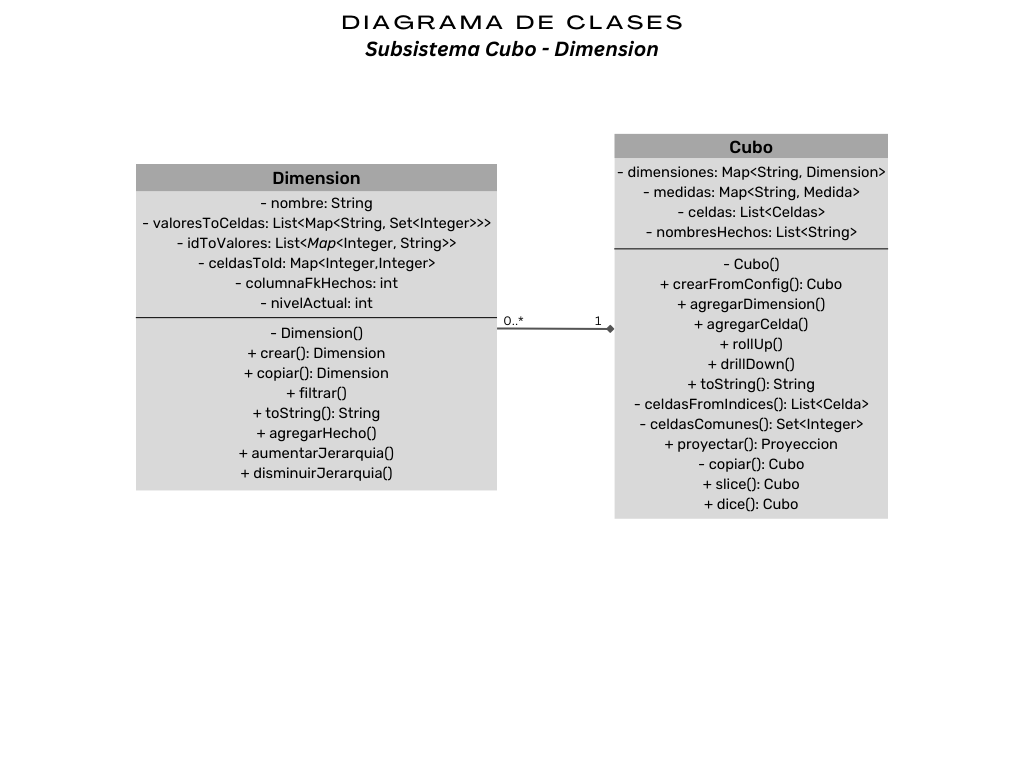 DIAGRAMA DE CLASES
Subsistema Cubo - Dimension
Dimension
- nombre: String
- valoresToCeldas: List<Map<String, Set<Integer>>>
- idToValores: List<Map<Integer, String>>
- celdasToId: Map<Integer,Integer>
- columnaFkHechos: int
- nivelActual: int
- Dimension()
+ crear(): Dimension
+ copiar(): Dimension
+ filtrar()
+ toString(): String
+ agregarHecho()
+ aumentarJerarquia()
+ disminuirJerarquia()
0..*
1
Cubo
- dimensiones: Map<String, Dimension>
- medidas: Map<String, Medida>
- celdas: List<Celdas>
- nombresHechos: List<String>
- Cubo()
+ crearFromConfig(): Cubo
+ agregarDimension()
+ agregarCelda()
+ rollUp()
+ drillDown()
+ toString(): String
- celdasFromIndices(): List<Celda>
- celdasComunes(): Set<Integer>
+ proyectar(): Proyeccion
- copiar(): Cubo
+ slice(): Cubo
+ dice(): Cubo